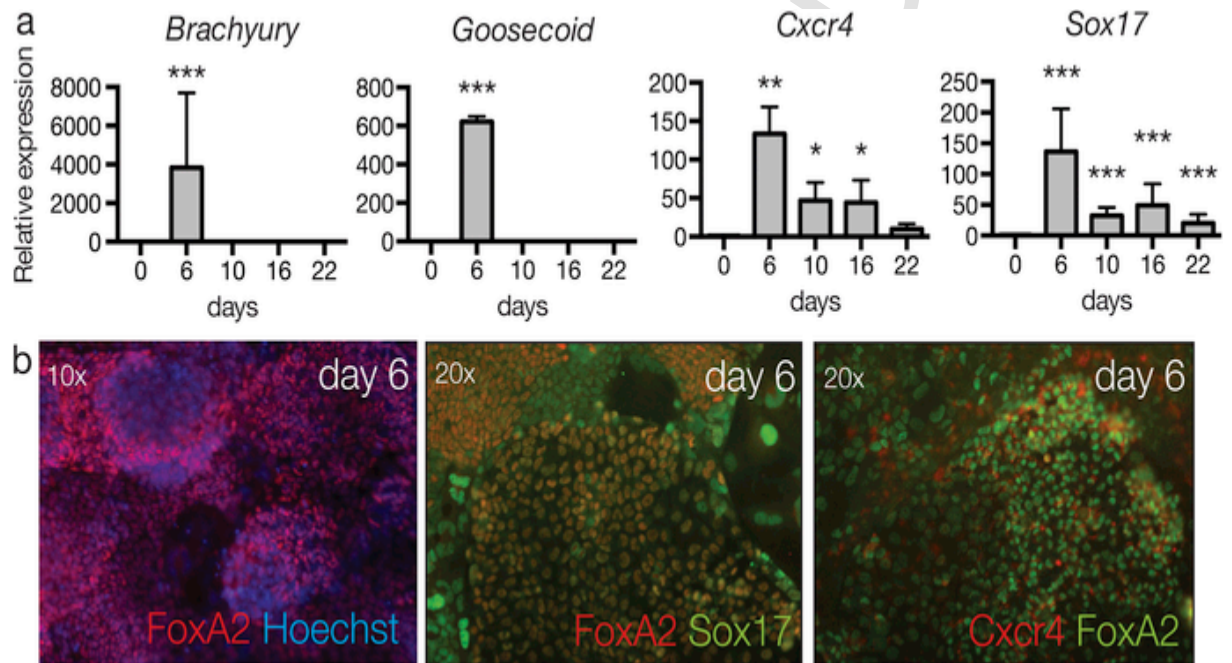 a
Brachyury
Goosecoid
Cxcr4
Sox17
Relative expression
8000
6000
4000
2000
0
***
0 6 10 16 22
days
800
600
400
200
0
***
0 6 10 16 22
days
200
150
100
50
0
**
*
*
0 6 10 16 22
days
250
200
150
100
50
0
***
***
***
***
0 6 10 16 22
days
b
10x
day 6
FoxA2 Hoechst
20x
day 6
FoxA2 Sox17
20x
day 6
Cxcr4 FoxA2